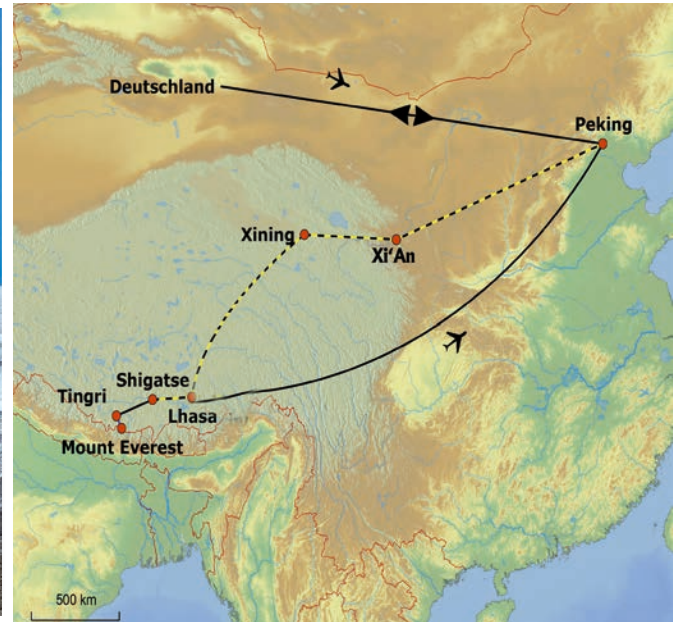 Deutschland
Peking
Xining
Xi'An
Shigatse
Tingri
Lhasa
Mount Everest
500 km